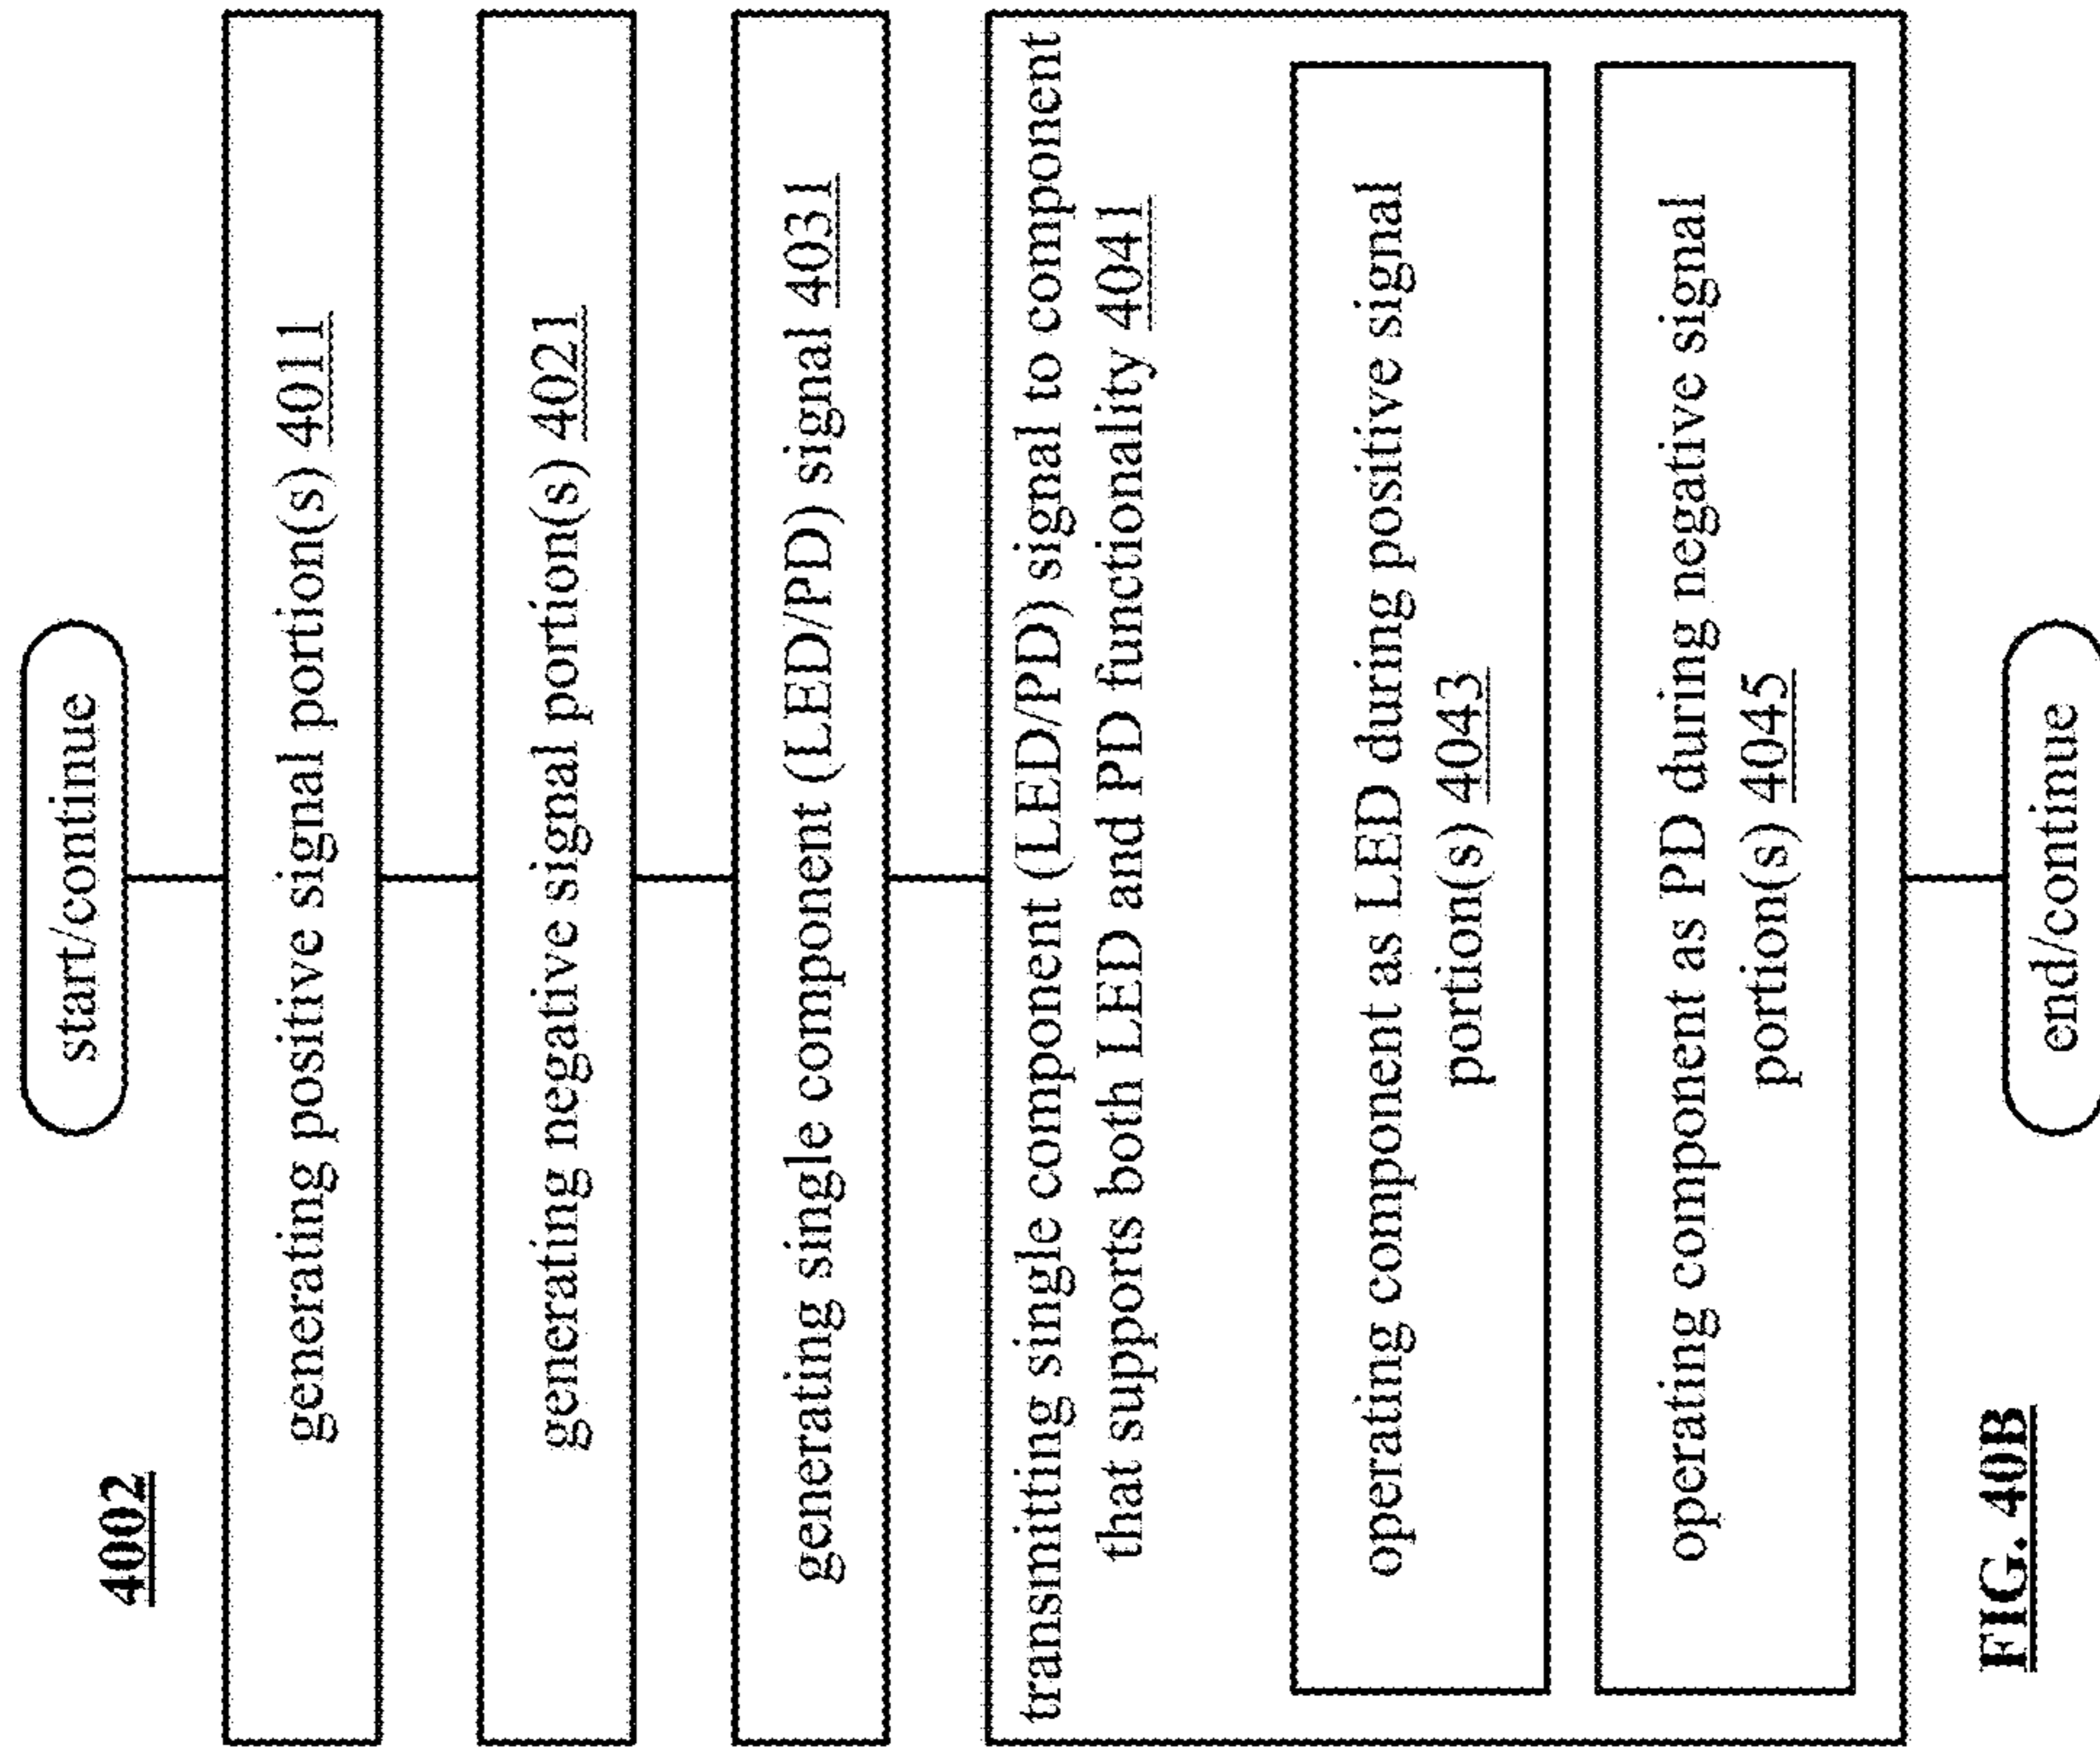 4002
start/continue
generating positive signal portion(s) 4011
generating negative signal portion(s) 4021
generating single component (LED/PD) signal 4031
transmitting single component (LED/PD) signal to component
that supports both LED and PD functionality 4041
operating component as LED during positive signal
portion(s) 4043
operating component as PD during negative signal
portion(s) 4045
end/continue
FIG. 40B